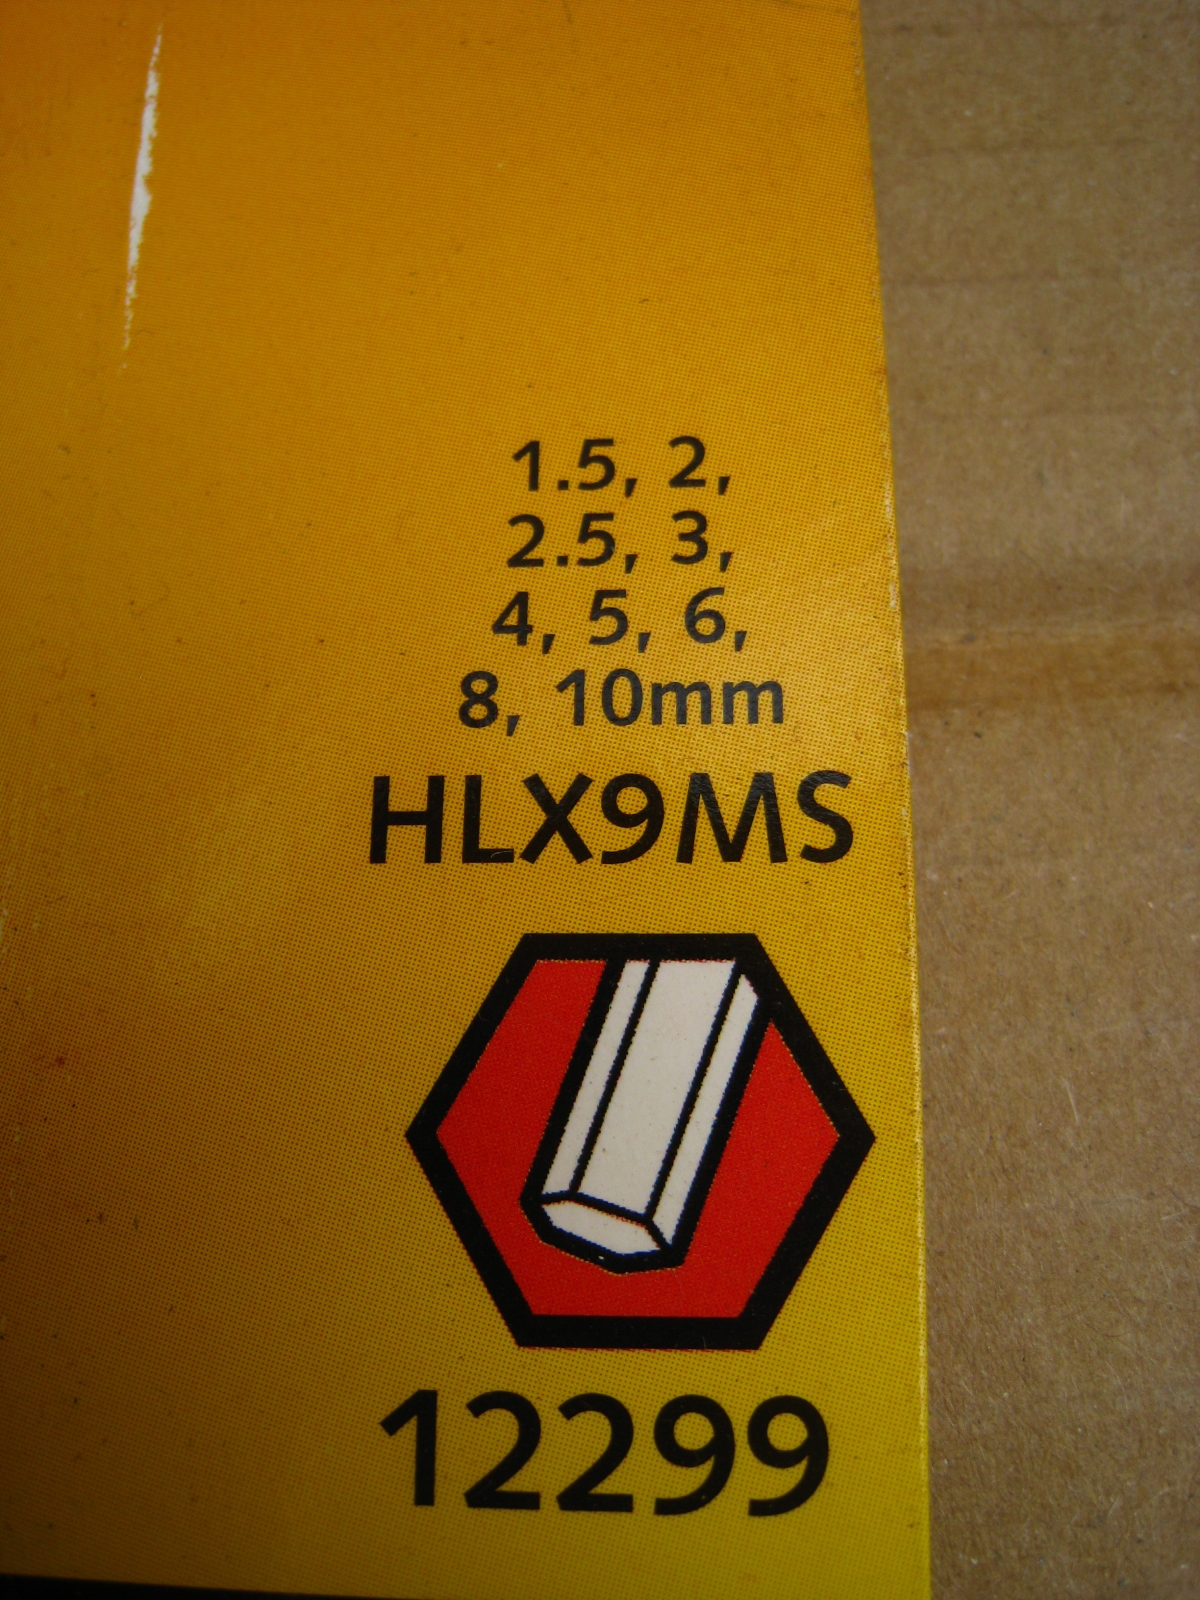 1.5, 2,
2.5, 3,
4, 5, 6,
8, 10mm
HLX9MS
12299